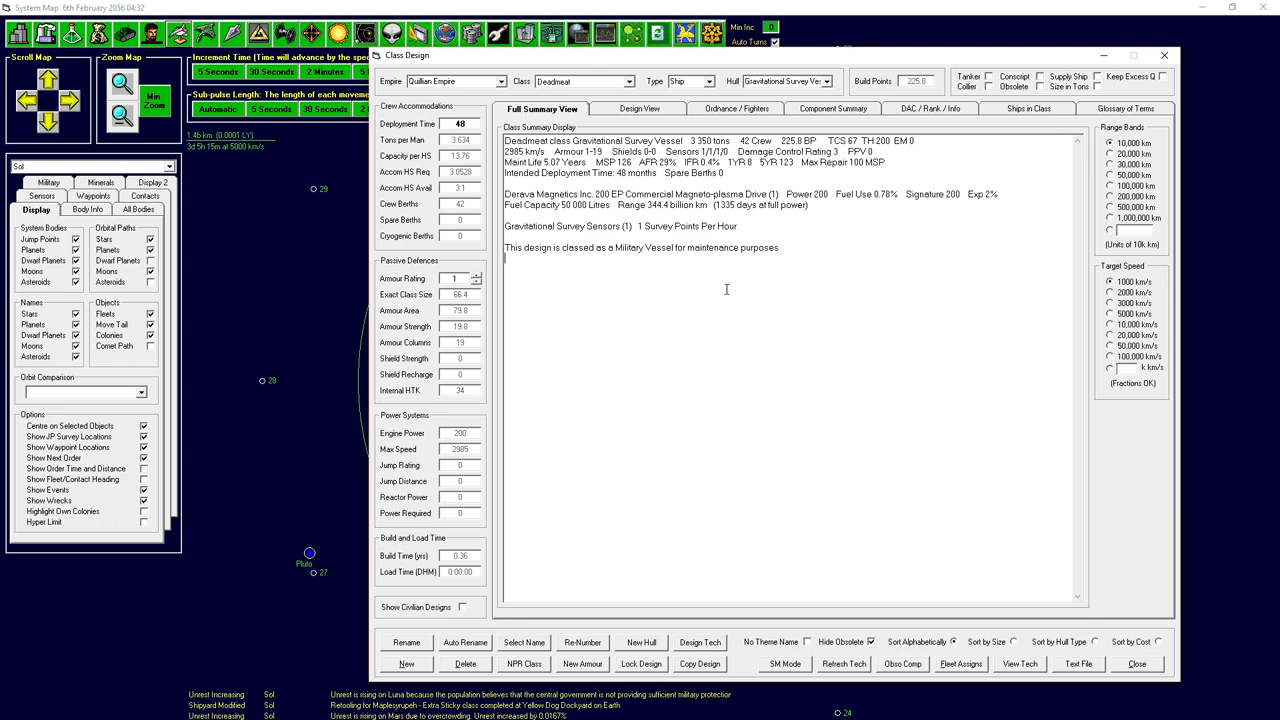 System Map   6th February 2056 04:32
Min Inc 0
Auto Turns
Scroll Map
Zoom Map
Min
Zoom
Increment Time (Time will advance by the spe
5 Seconds 30 Seconds 2 Minutes
Sub-pulse Length: The length of each movem
Automatic 5 Seconds 30 Seconds 2
1.4b km (0.0001 LY)
3d 5h 15m at 5000 km/s
Sol
Military Minerals Display 2
Sensors Waypoints Contacts
Display Body Info All Bodies
System Bodies
Jump Points
Planets
Dwarf Planets
Moons
Asteroids
Orbital Paths
Stars
Planets
Dwarf Planets
Moons
Asteroids
Names
Stars
Planets
Dwarf Planets
Moons
Asteroids
Objects
Fleets
Move Tail
Colonies
Comet Path
Orbit Comparison
Options
Centre on Selected Objects
Show JP Survey Locations
Show Waypoint Locations
Show Next Order
Show Order Time and Distance
Show Fleet/Contact Heading
Show Events
Show Wrecks
Highlight Own Colonies
Hyper Limit
29
28
Pluto
27
24
Class Design
Empire Quillian Empire Class Deadmeat Type Ship Hull Gravitational Survey Ves Build Points 225.8
Tanker Conscript Supply Ship Keep Excess Q
Collier Obsolete Size in Tons
Crew Accommodations
Deployment Time 48
Tons per Man 3.634
Capacity per HS 13.76
Accom HS Req 3.0528
Accom HS Avail 3.1
Crew Berths 42
Spare Berths 0
Cryogenic Berths 0
Passive Defences
Armour Rating 1
Exact Class Size 66.4
Armour Area 79.8
Armour Strength 19.8
Armour Columns 19
Shield Strength 0
Shield Recharge 0
Internal HTK 34
Power Systems
Engine Power 200
Max Speed 2985
Jump Rating 0
Jump Distance 0
Reactor Power 0
Power Required 0
Build and Load Time
Build Time (yrs) 0.36
Load Time (DHM) 0:00:00
Show Civilian Designs
Full Summary View Design View Ordnance / Fighters Component Summary DAC / Rank / Info Ships in Class Glossary of Terms
Class Summary Display
Deadmeat class Gravitational Survey Vessel    3 350 tons    42 Crew    225.8 BP    TCS 67  TH 200  EM 0
2985 km/s    Armour 1-19    Shields 0-0    Sensors 1/1/1/0    Damage Control Rating 3    PPV 0
Maint Life 5.07 Years    MSP 126    AFR 29%    IFR 0.4%    1YR 8    5YR 123    Max Repair 100 MSP
Intended Deployment Time: 48 months    Spare Berths 0
Derava Magnetics Inc. 200 EP Commercial Magneto-plasma Drive (1)    Power 200    Fuel Use 0.78%    Signature 200    Exp 2%
Fuel Capacity 50 000 Litres    Range 344.4 billion km   (1335 days at full power)
Gravitational Survey Sensors (1)   1 Survey Points Per Hour
This design is classed as a Military Vessel for maintenance purposes
Range Bands
10,000 km
20,000 km
30,000 km
50,000 km
100,000 km
200,000 km
500,000 km
1,000,000 km
(Units of 10k km)
Target Speed
1000 km/s
2000 km/s
3000 km/s
5000 km/s
10,000 km/s
20,000 km/s
50,000 km/s
100,000 km/s
k km/s
(Fractions OK)
Rename Auto Rename Select Name Re-Number New Hull Design Tech No Theme Name Hide Obsolete Sort Alphabetically Sort by Size Sort by Hull Type Sort by Cost
New Delete NPR Class New Armour Lock Design Copy Design SM Mode Refresh Tech Obso Comp Fleet Assigns View Tech Text File Close
Unrest Increasing Sol Unrest is rising on Luna because the population believes that the central government is not providing sufficient military protection
Shipyard Modified Sol Retooling for Maplesyrupeh - Extra Sticky class completed at Yellow Dog Dockyard on Earth
Unrest Increasing Sol Unrest is rising on Mars due to overcrowding. Unrest increased by 0.0167%